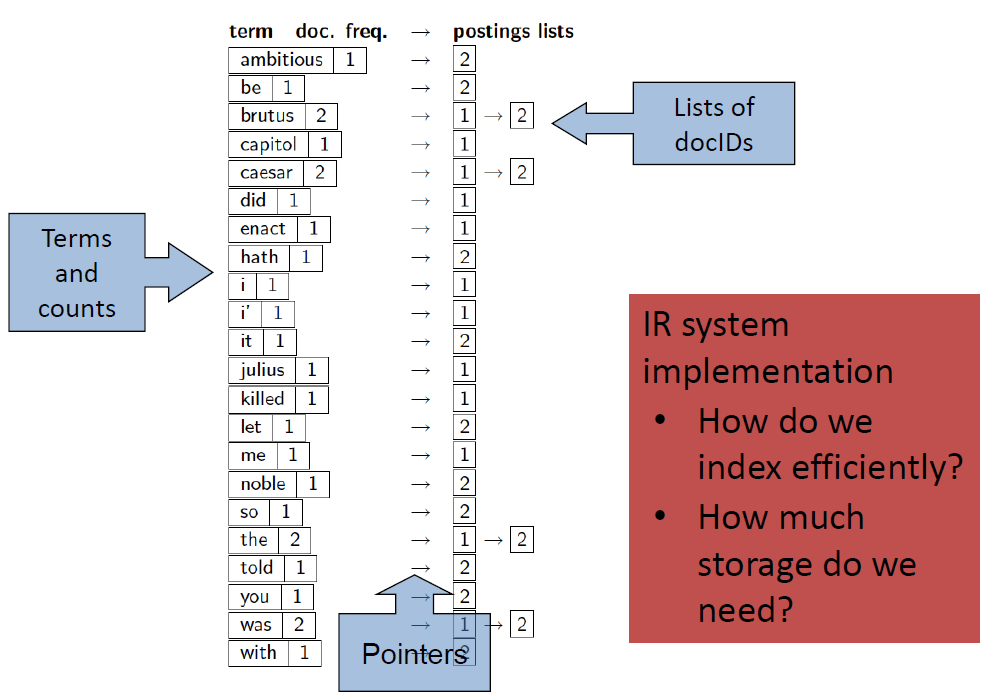 term doc. freq. → postings lists
ambitious 1 → 2
be 1 → 2
brutus 2 → 1 → 2
capitol 1 → 1
caesar 2 → 1 → 2
did 1 → 1
enact 1 → 1
hath 1 → 2
i 1 → 1
i' 1 → 1
it 1 → 2
julius 1 → 1
killed 1 → 1
let 1 → 2
me 1 → 1
noble 1 → 2
so 1 → 2
the 2 → 1 → 2
told 1 → 2
you 1 → 2
was 2 → 1 → 2
with 1 → 2
Terms
and
counts
Lists of
docIDs
Pointers
IR system
implementation
• How do we
index efficiently?
• How much
storage do we
need?